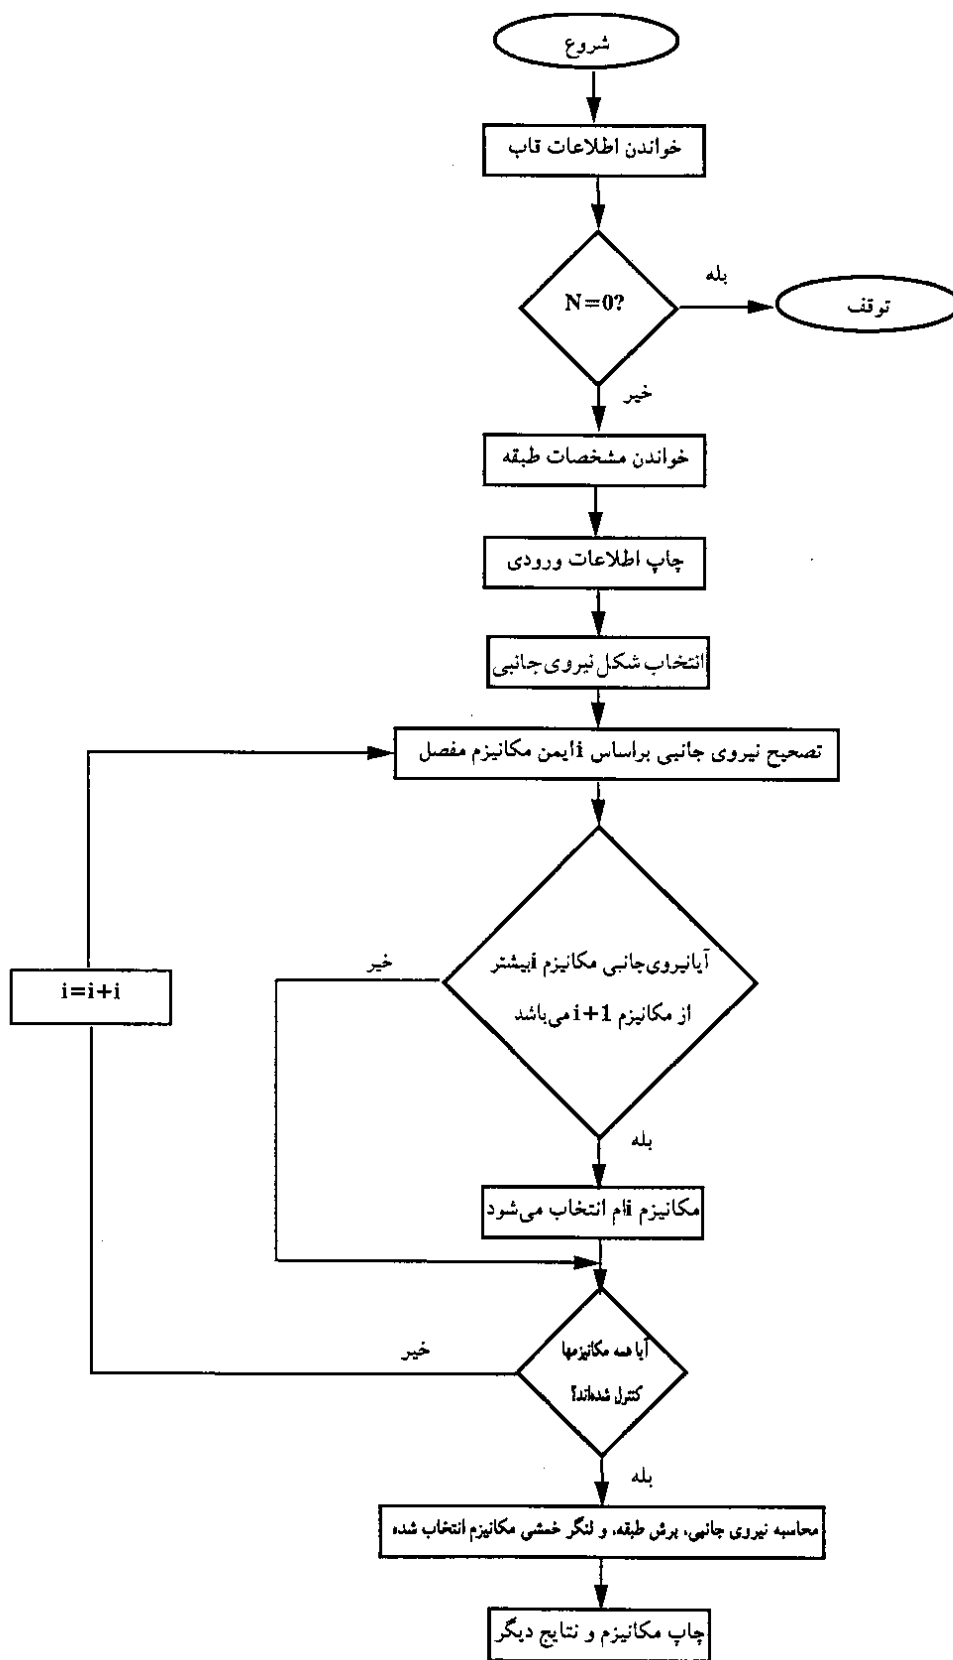 شروع
خواندن اطلاعات قاب
N=0?
بله
توقف
خیر
خواندن مشخصات طبقه
چاپ اطلاعات ورودی
انتخاب شکل نیروی جانبی
تصحیح نیروی جانبی براساس iایمن مکانیزم مفصل
آیانیروی‌جانبی مکانیزم iبیشتر
از مکانیزم i+1 می‌باشد
خیر
i=i+i
بله
مکانیزم iام انتخاب می‌شود
آیا همه مکانیزمها
کنترل شده‌اند؟
خیر
بله
محاسبه نیروی جانبی، برش طبقه، و لنگر خمشی مکانیزم انتخاب شده
چاپ مکانیزم و نتایج دیگر